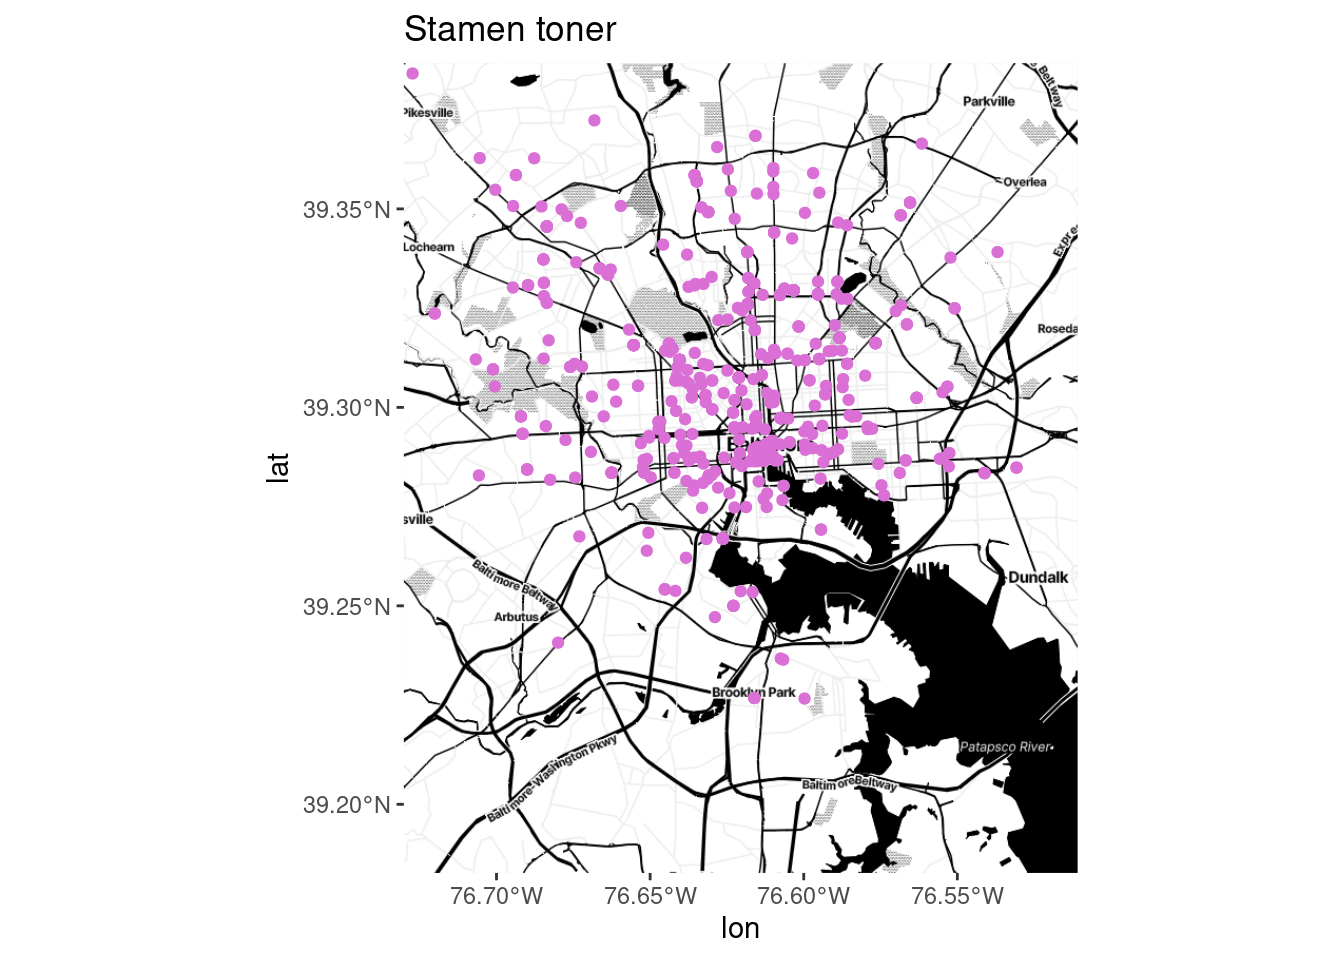 Stamen toner
Beltway
Parkville
Pikesville
Overlea
39.35°N
Lochearn
Expre
Roseda
39.30°N
Baltimore
lat
sville
Baltimore Beltway
Dundalk
39.25°N
Arbutus
Brooklyn Park
Patapsco River
Baltimore-Washington Pkwy
Baltimore Beltway
39.20°N
76.70°W 76.65°W 76.60°W 76.55°W
lon